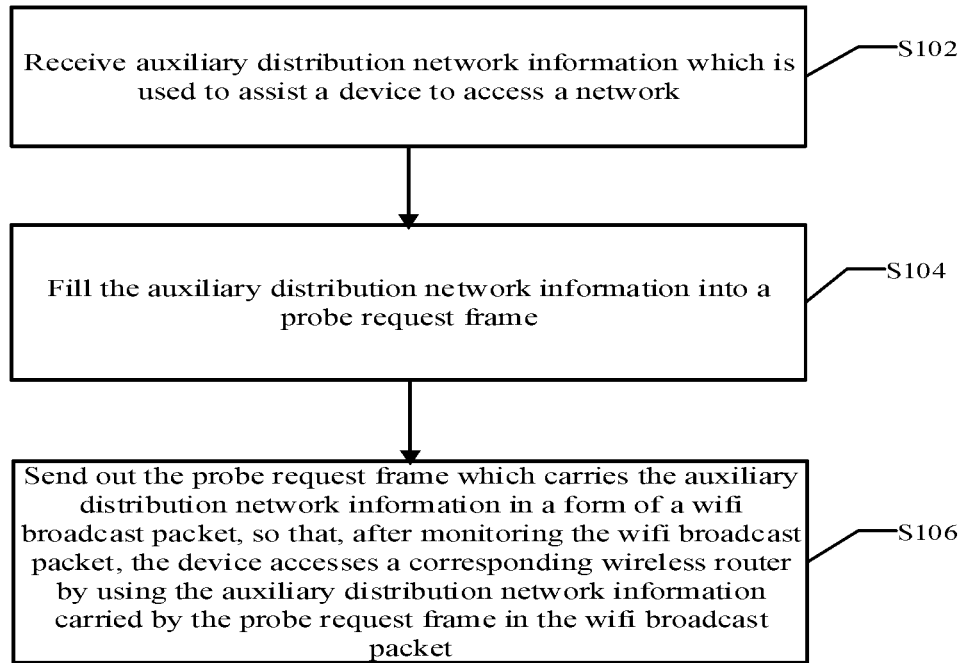 Receive auxiliary distribution network information which is
used to assist a device to access a network
S102
Fill the auxiliary distribution network information into a
probe request frame
S104
Send out the probe request frame which carries the auxiliary
distribution network information in a form of a wifi
broadcast packet, so that, after monitoring the wifi broadcast
packet, the device accesses a corresponding wireless router
by using the auxiliary distribution network information
carried by the probe request frame in the wifi broadcast
packet
S106